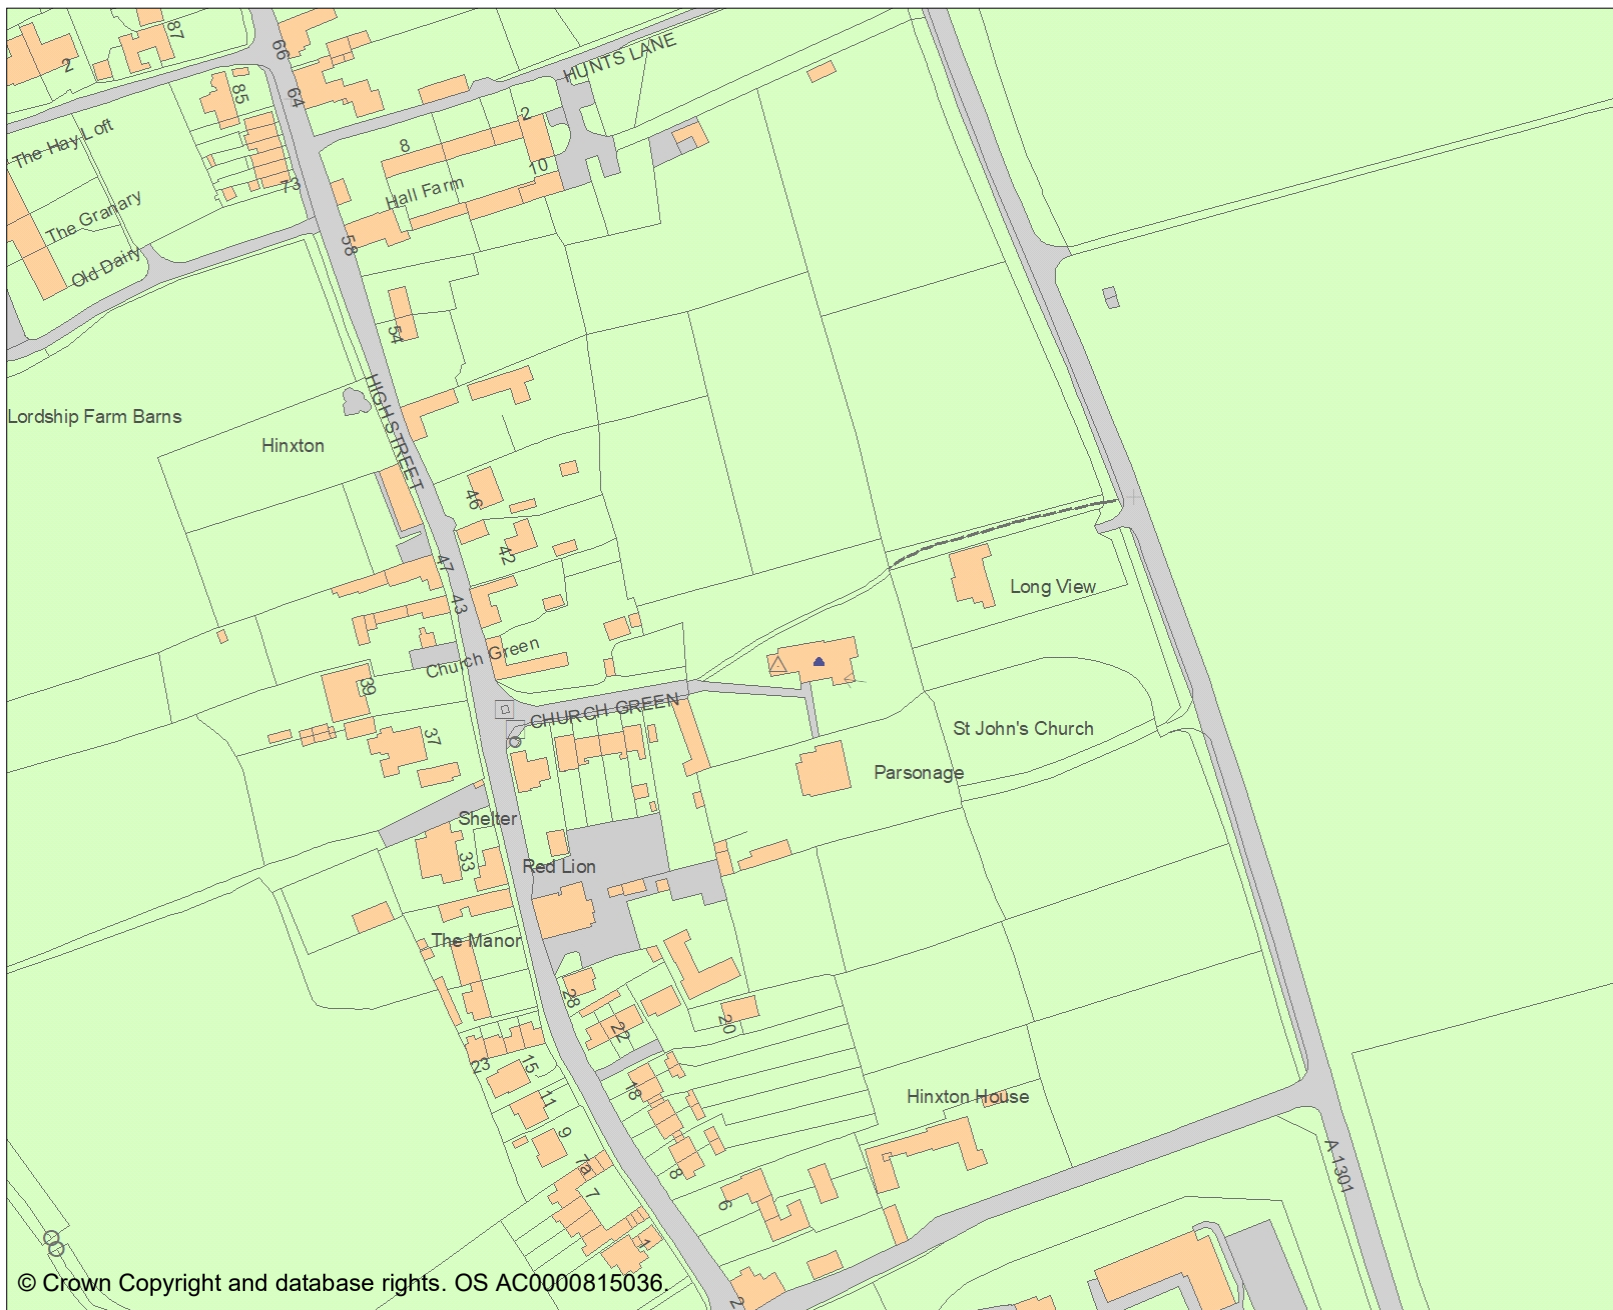 87
66
2
HUNTS LANE
85
64
2
The Hay Loft
8
10
73
Hall Farm
The Granary
58
Old Dairy
54
HIGH STREET
Lordship Farm Barns
Hinxton
46
42
47
Long View
43
Church Green
39
CHURCH GREEN
St John's Church
37
Parsonage
Shelter
33
Red Lion
The Manor
28
20
22
23
15
18
11
Hinxton House
9
7a
8
A 1301
7
6
1
2
© Crown Copyright and database rights. OS AC0000815036.